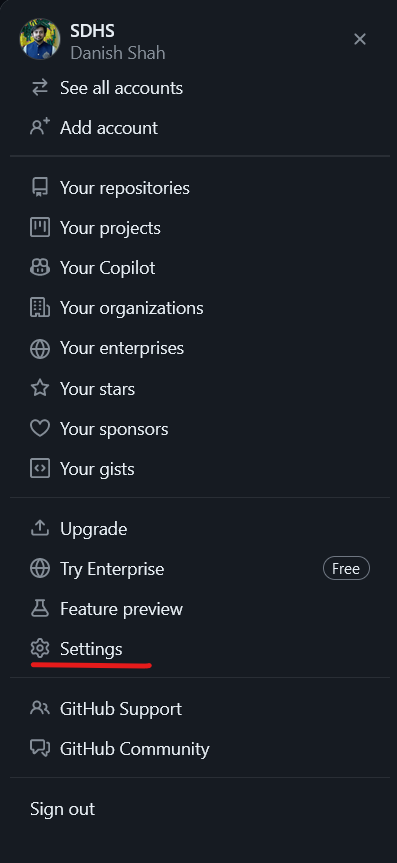 SDHS
Danish Shah
See all accounts
Add account
Your repositories
Your projects
Your Copilot
Your organizations
Your enterprises
Your stars
Your sponsors
Your gists
Upgrade
Try Enterprise Free
Feature preview
Settings
GitHub Support
GitHub Community
Sign out